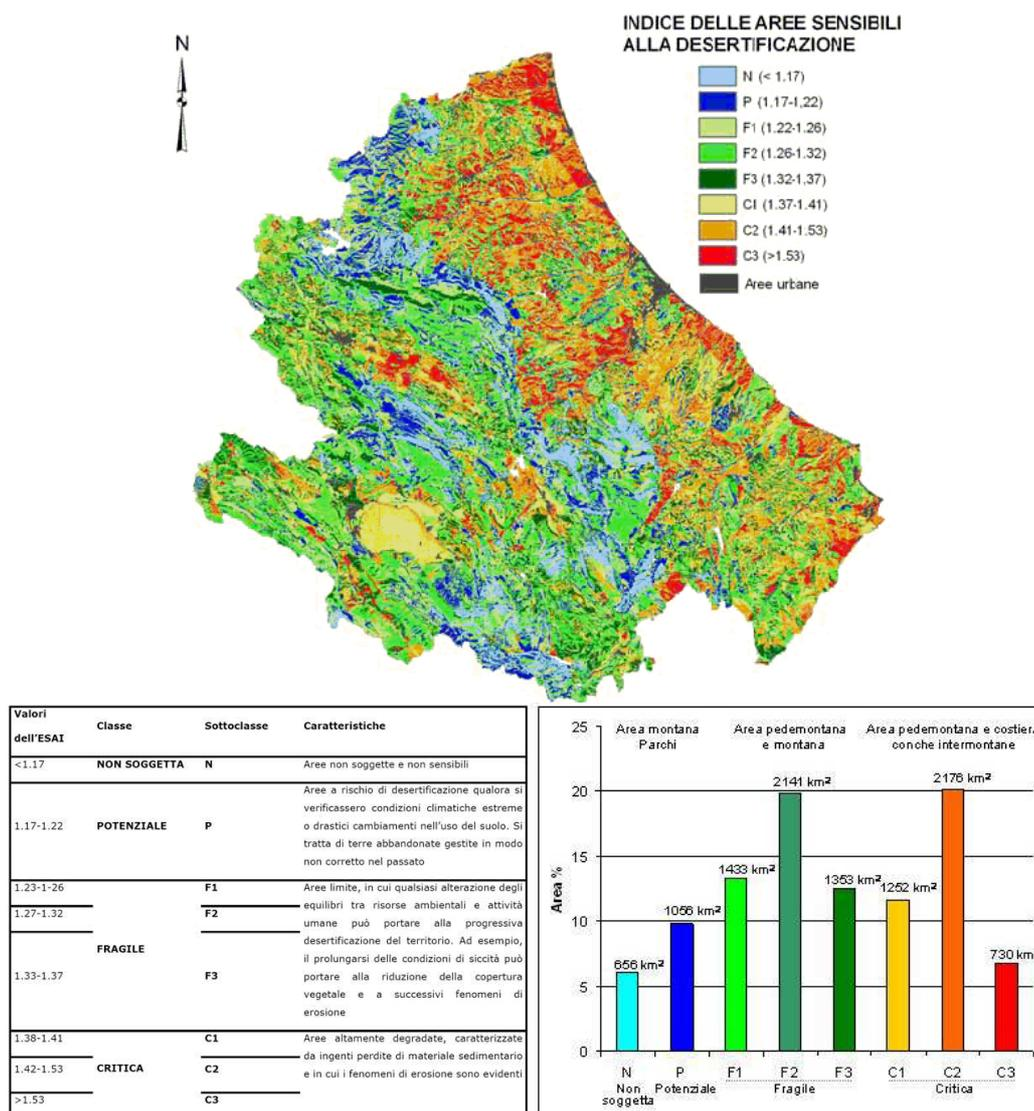 INDICE DELLE AREE SENSIBILI
ALLA DESERTIFICAZIONE
N
N (< 1.17)
P (1.17-1.22)
F1 (1.22-1.26)
F2 (1.26-1.32)
F3 (1.32-1.37)
C1 (1.37-1.41)
C2 (1.41-1.53)
C3 (>1.53)
Aree urbane
Valori
dell'ESAI
Classe
Sottoclasse
Caratteristiche
<1.17
NON SOGGETTA
N
Aree non soggette e non sensibili
1.17-1.22
POTENZIALE
P
Aree a rischio di desertificazione qualora si
verificassero condizioni climatiche estreme
o drastici cambiamenti nell'uso del suolo. Si
tratta di terre abbandonate gestite in modo
non corretto nel passato
1.23-1-26
F1
1.27-1.32
F2
FRAGILE
1.33-1.37
F3
Aree limite, in cui qualsiasi alterazione degli
equilibri tra risorse ambientali e attività
umane può portare alla progressiva
desertificazione del territorio. Ad esempio,
il prolungarsi delle condizioni di siccità può
portare alla riduzione della copertura
vegetale e a successivi fenomeni di
erosione
1.38-1.41
C1
1.42-1.53
CRITICA
C2
>1.53
C3
Aree altamente degradate, caratterizzate
da ingenti perdite di materiale sedimentario
e in cui i fenomeni di erosione sono evidenti
Area montana
Parchi
Area pedemontana
e montana
Area pedemontana e costiera
conche intermontane
Area %
25
20
15
10
5
0
656 km²
1056 km²
1433 km²
2141 km²
1353 km²
1252 km²
2176 km²
730 km
N
P
F1
F2
F3
C1
C2
C3
Non
soggetta
Potenziale
Fragile
Critica